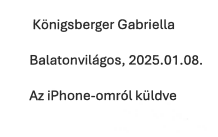 Königsberger Gabriella
Balatonvilágos, 2025.01.08.
Az iPhone-omról küldve